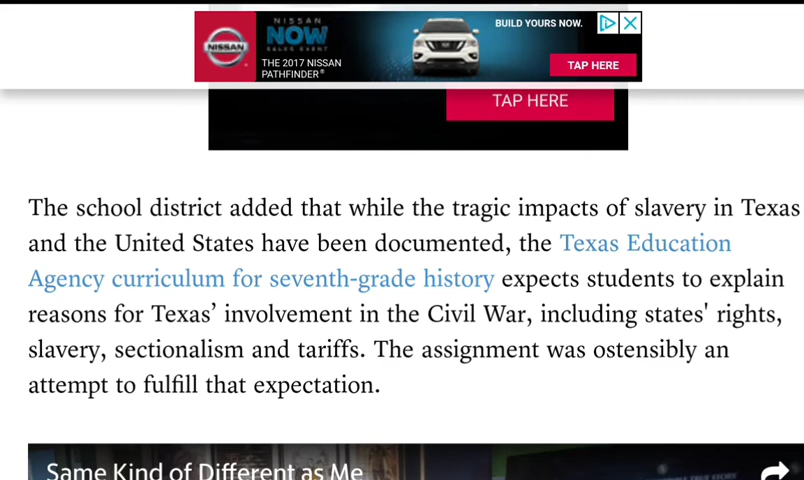 NISSAN
NOW
SALES EVENT
NISSAN
THE 2017 NISSAN
PATHFINDER®
BUILD YOURS NOW.
TAP HERE
TAP HERE
The school district added that while the tragic impacts of slavery in Texas
and the United States have been documented, the Texas Education
Agency curriculum for seventh-grade history expects students to explain
reasons for Texas’ involvement in the Civil War, including states' rights,
slavery, sectionalism and tariffs. The assignment was ostensibly an
attempt to fulfill that expectation.
Same Kind of Different as Me